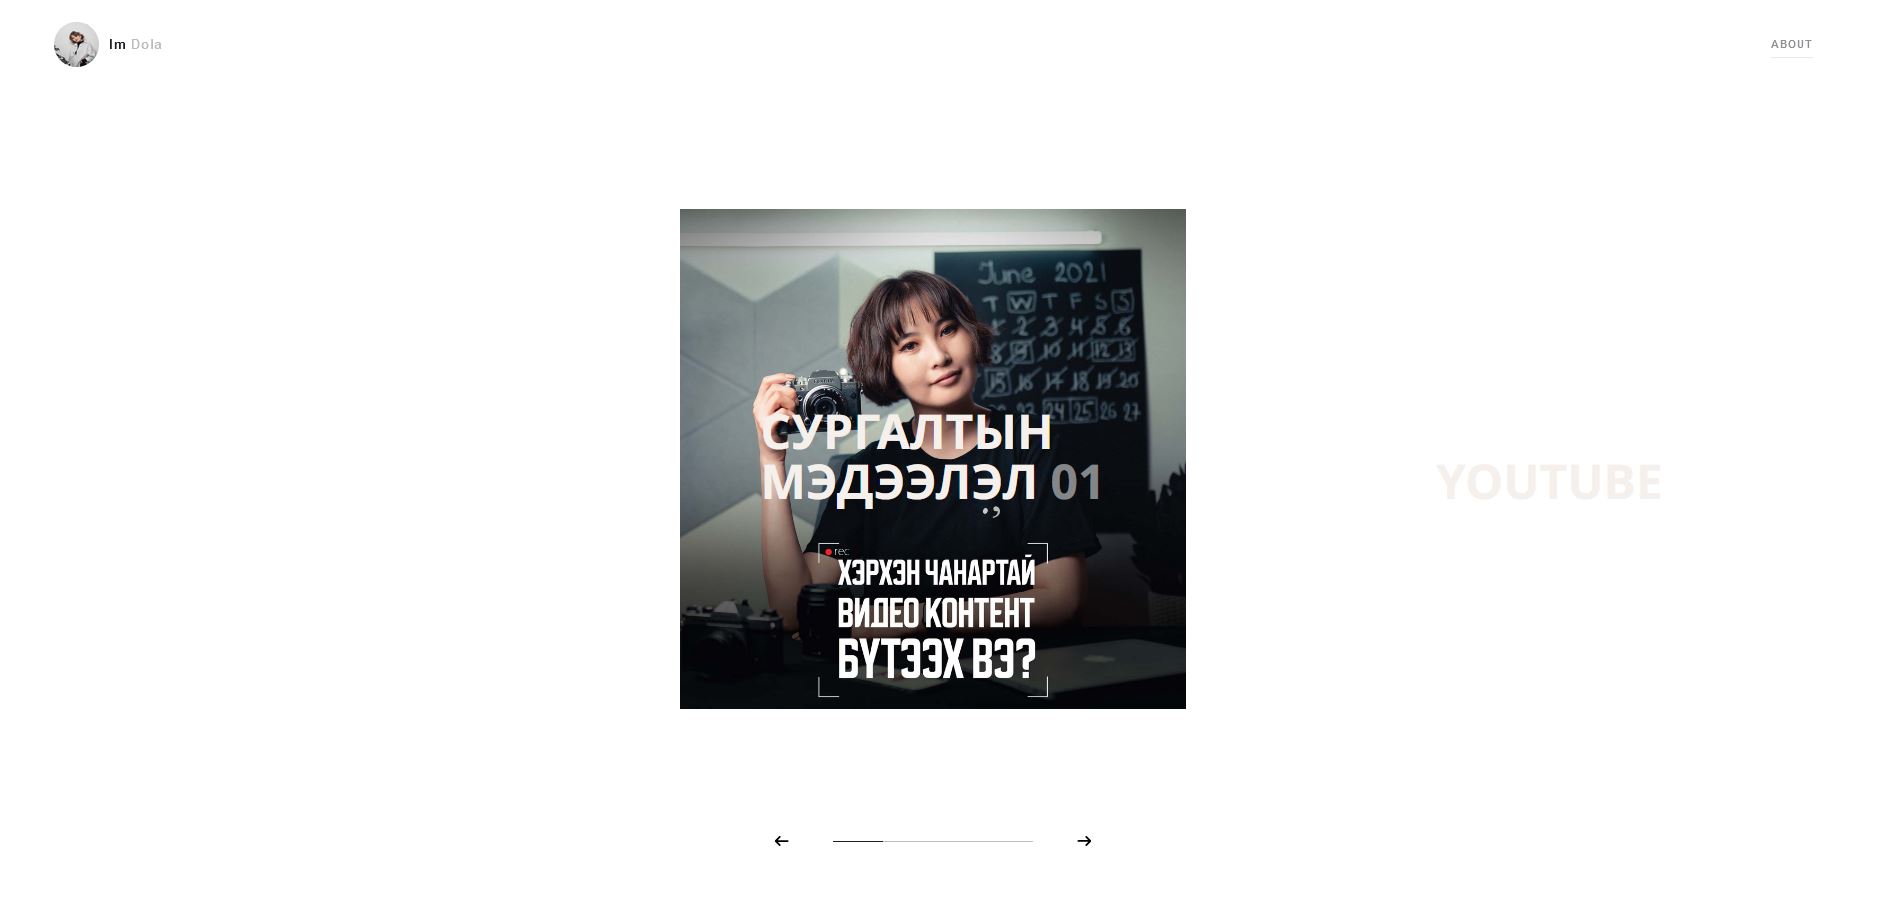 Im Dola
ABOUT
June 2021
T W T F S S
1 2 3 4 5 6
8 9 10 11 12 13
15 16 17 18 19 20
24 25 26 27
СУРГАЛТЫН
МЭДЭЭЛЭЛ 01
rec
ХЭРХЭН ЧАНАРТАЙ
ВИДЕО КОНТЕНТ
БҮТЭЭХ ВЭ?
YOUTUBE